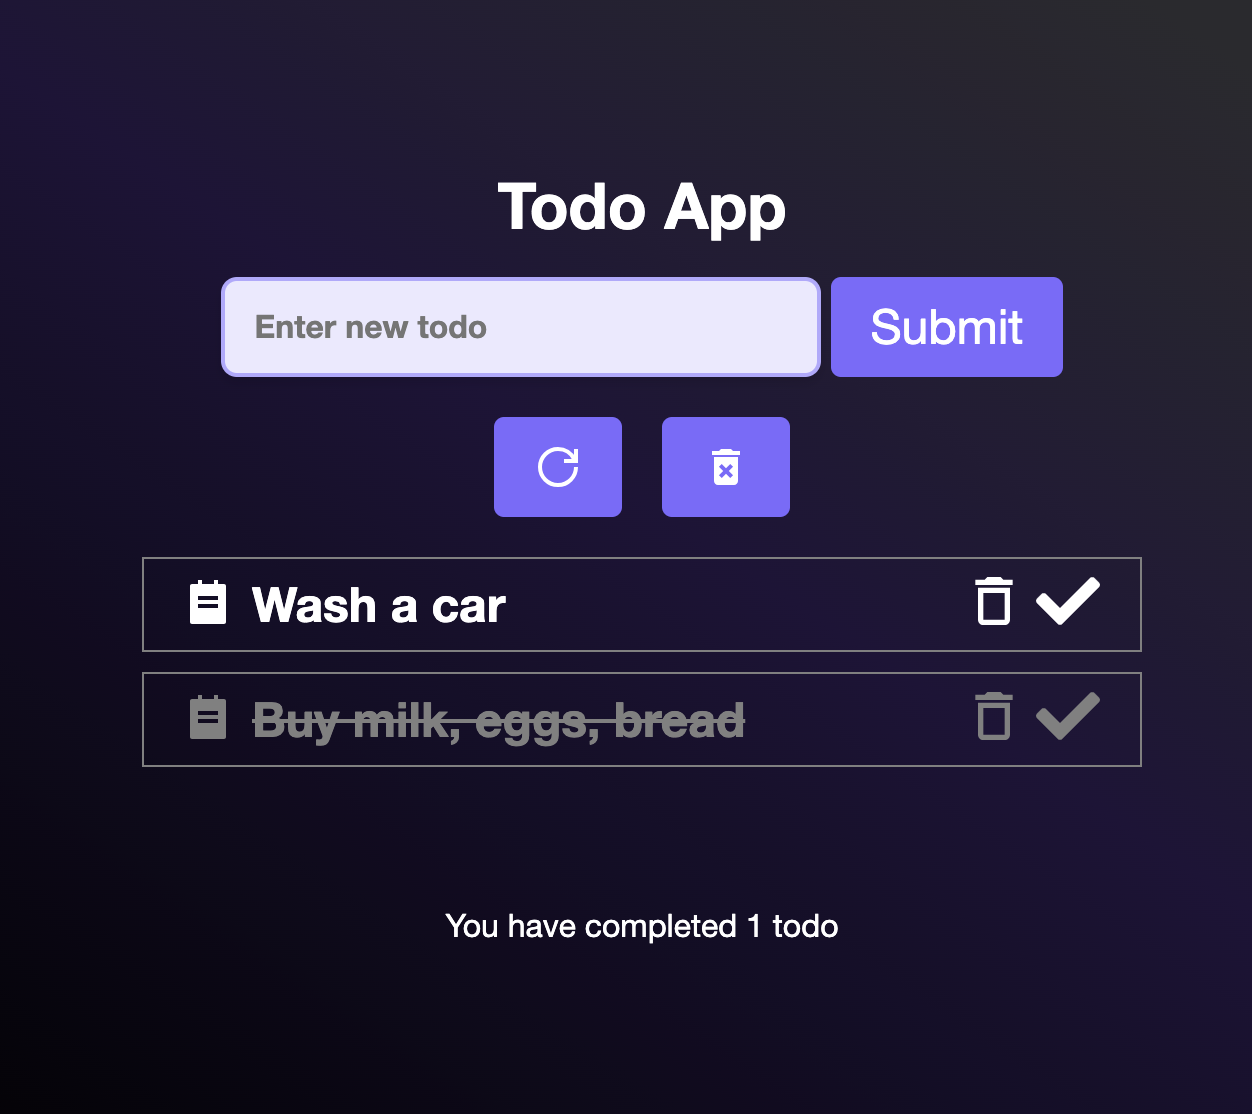 Todo App
Enter new todo
Submit
Wash a car
Buy milk, eggs, bread
You have completed 1 todo